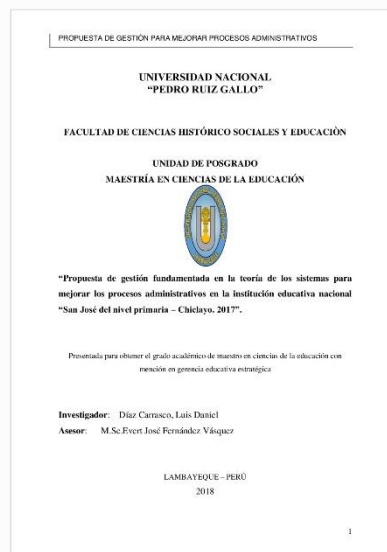 PROPUESTA DE GESTIÓN PARA MEJORAR PROCESOS ADMINISTRATIVOS
UNIVERSIDAD NACIONAL
“PEDRO RUIZ GALLO”
FACULTAD DE CIENCIAS HISTÓRICO SOCIALES Y EDUCACIÒN
UNIDAD DE POSGRADO
MAESTRÍA EN CIENCIAS DE LA EDUCACIÓN
“Propuesta de gestión fundamentada en la teoría de los sistemas para
mejorar los procesos administrativos en la institución educativa nacional
“San José del nivel primaria – Chiclayo. 2017”.
Presentada para obtener el grado académico de maestro en ciencias de la educación con
mención en gerencia educativa estratégica
Investigador: Díaz Carrasco, Luis Daniel
Asesor: M.Sc.Evert José Fernández Vásquez
LAMBAYEQUE – PERÚ
2018
1